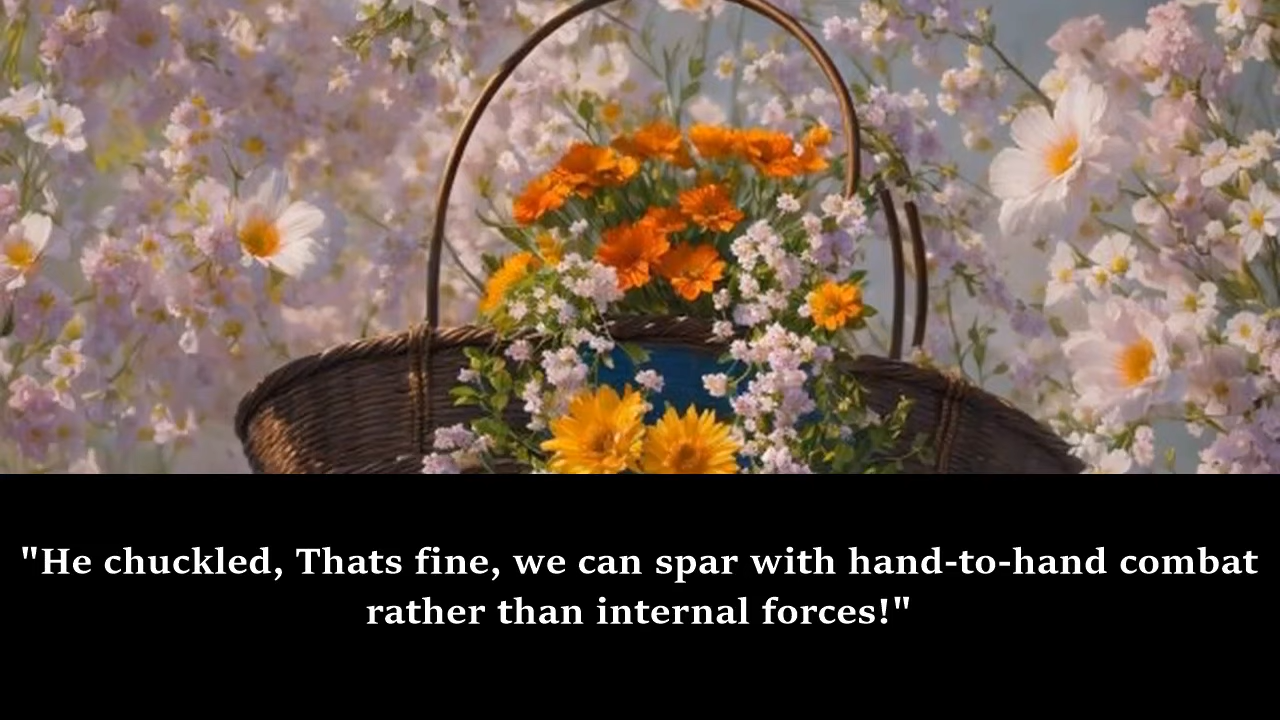 "He chuckled, Thats fine, we can spar with hand-to-hand combat
rather than internal forces!"